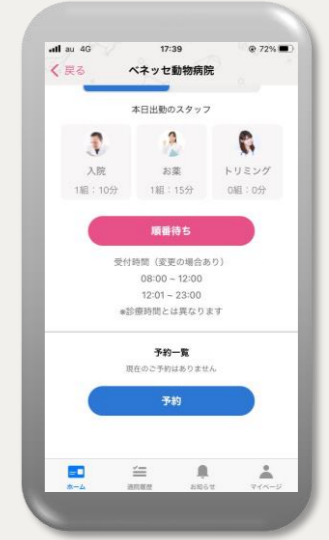 au 4G 17:39 72%
戻る ベネッセ動物病院
本日出勤のスタッフ
入院 お薬 トリミング
1組：10分 1組：15分 0組：0分
順番待ち
受付時間（変更の場合あり）
08:00 ~ 12:00
12:01 ~ 23:00
※診療時間とは異なります
予約一覧
現在のご予約はありません
予約
ホーム 通院履歴 お知らせ マイページ